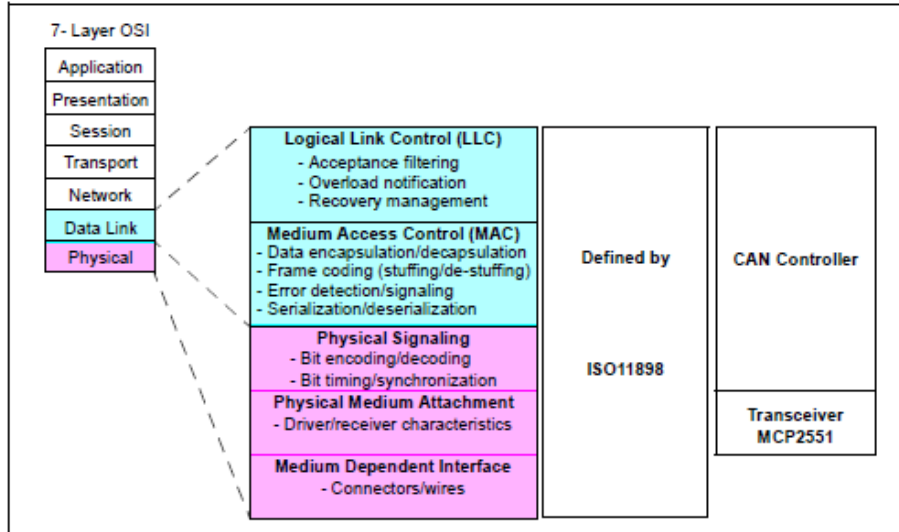 7- Layer OSI
Application
Presentation
Session
Transport
Network
Data Link
Physical
Logical Link Control (LLC)
- Acceptance filtering
- Overload notification
- Recovery management
Medium Access Control (MAC)
- Data encapsulation/decapsulation
- Frame coding (stuffing/de-stuffing)
- Error detection/signaling
- Serialization/deserialization
Physical Signaling
- Bit encoding/decoding
- Bit timing/synchronization
Physical Medium Attachment
- Driver/receiver characteristics
Medium Dependent Interface
- Connectors/wires
Defined by
ISO11898
CAN Controller
Transceiver
MCP2551